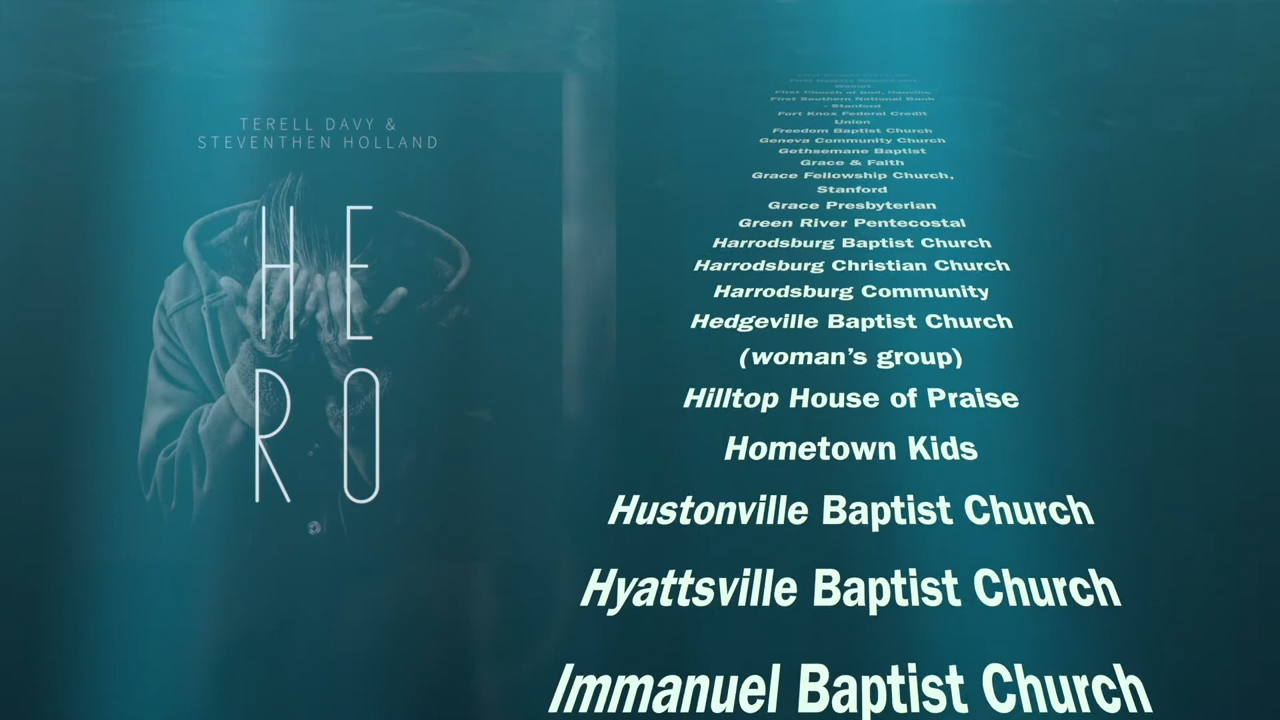 TERELL DAVY &
STEVENTHEN HOLLAND
HE
RO
First Church of God, Danville
First Southern National Bank
- Stanford
Fort Knox Federal Credit
Union
Freedom Baptist Church
Geneva Community Church
Gethsemane Baptist
Grace & Faith
Grace Fellowship Church,
Stanford
Grace Presbyterian
Green River Pentecostal
Harrodsburg Baptist Church
Harrodsburg Christian Church
Harrodsburg Community
Hedgeville Baptist Church
(woman’s group)
Hilltop House of Praise
Hometown Kids
Hustonville Baptist Church
Hyattsville Baptist Church
Immanuel Baptist Church